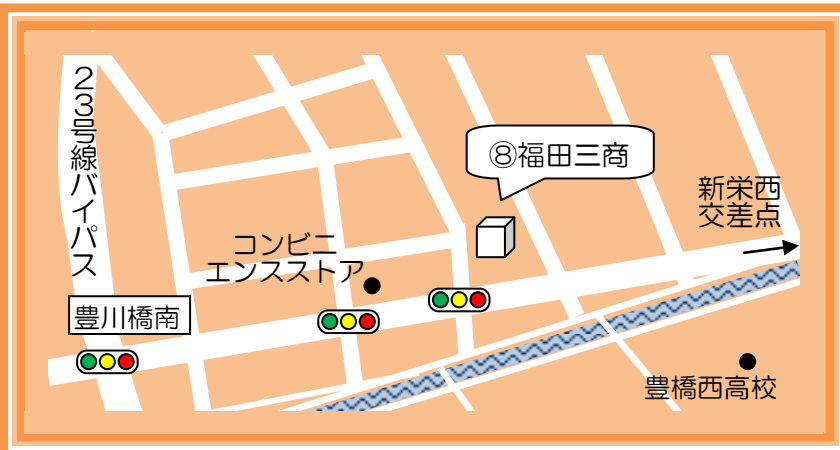 23号線バイパス
⑧福田三商
新栄西
交差点
コンビニ
エンスストア
豊川橋南
豊橋西高校